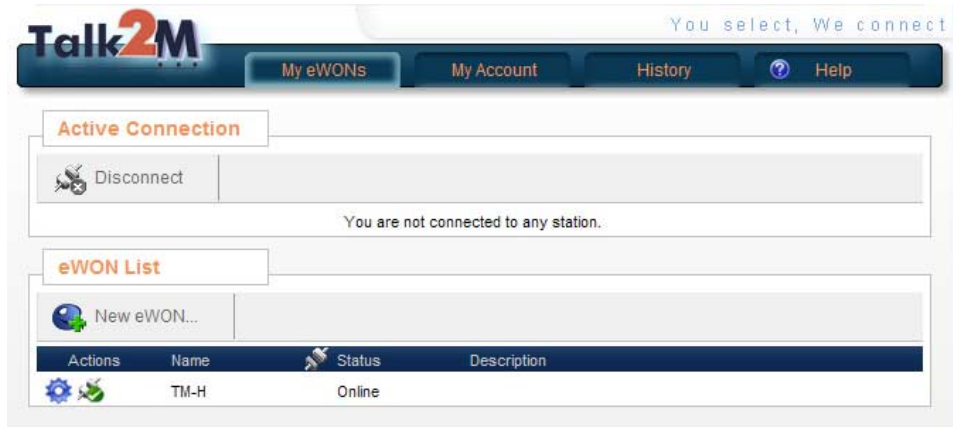 Talk2M
You select, We connect
My eWONs My Account History Help
Active Connection
Disconnect
You are not connected to any station.
eWON List
New eWON...
Actions Name Status Description
TM-H Online